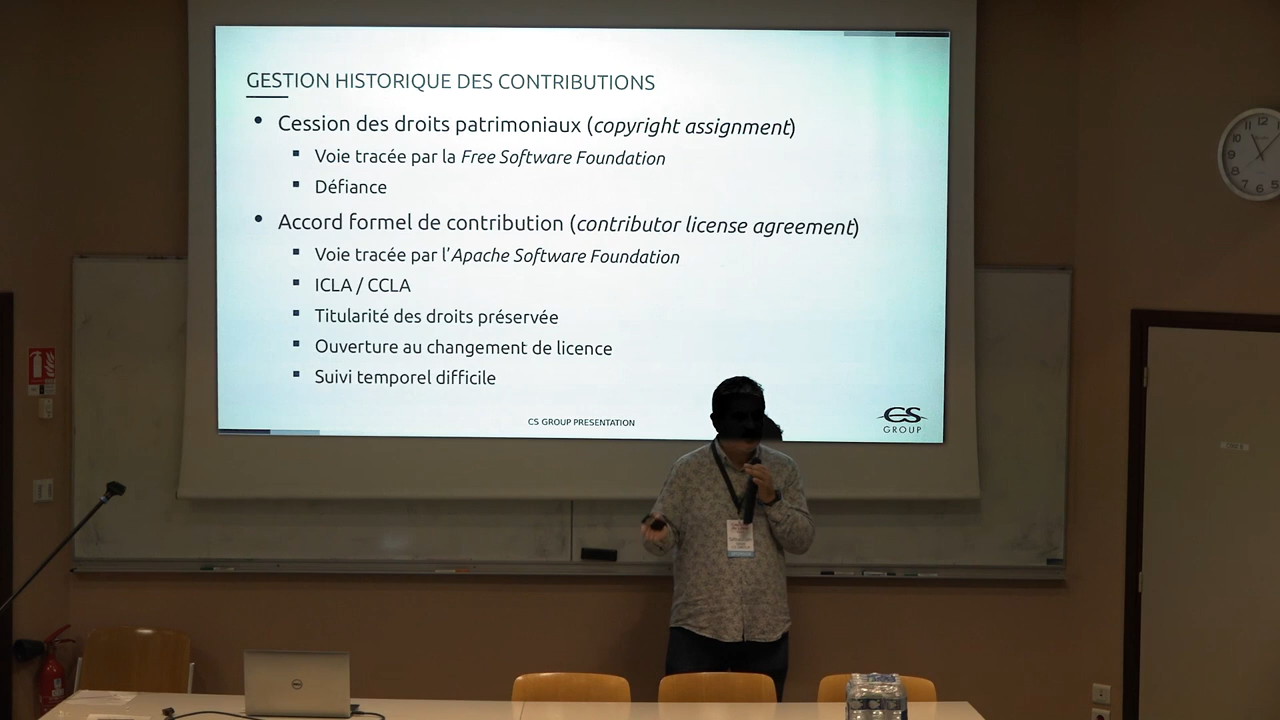 GESTION HISTORIQUE DES CONTRIBUTIONS
• Cession des droits patrimoniaux (copyright assignment)
▪ Voie tracée par la Free Software Foundation
▪ Défiance
• Accord formel de contribution (contributor license agreement)
▪ Voie tracée par l'Apache Software Foundation
▪ ICLA / CCLA
▪ Titularité des droits préservée
▪ Ouverture au changement de licence
▪ Suivi temporel difficile
CS GROUP PRESENTATION
CS
GROUP
DELL